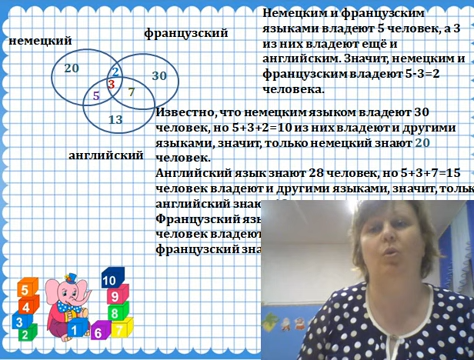 немецкий
французский
20
2
30
3
5
7
13
английский
Немецким и французским
языками владеют 5 человек, а 3
из них владеют ещё и
английским. Значит, немецким и
французским владеют 5-3=2
человека.
Известно, что немецким языком владеют 30
человек, но 5+3+2=10 из них владеют и другими
языками, значит, только немецкий знают 20
человек.
Английский язык знают 28 человек, но 5+3+7=15
человек владеют и другими языками, значит, только
английский знают
Французский
человек владеют
французский
10
5
9
4
8
3
2
1
6
7